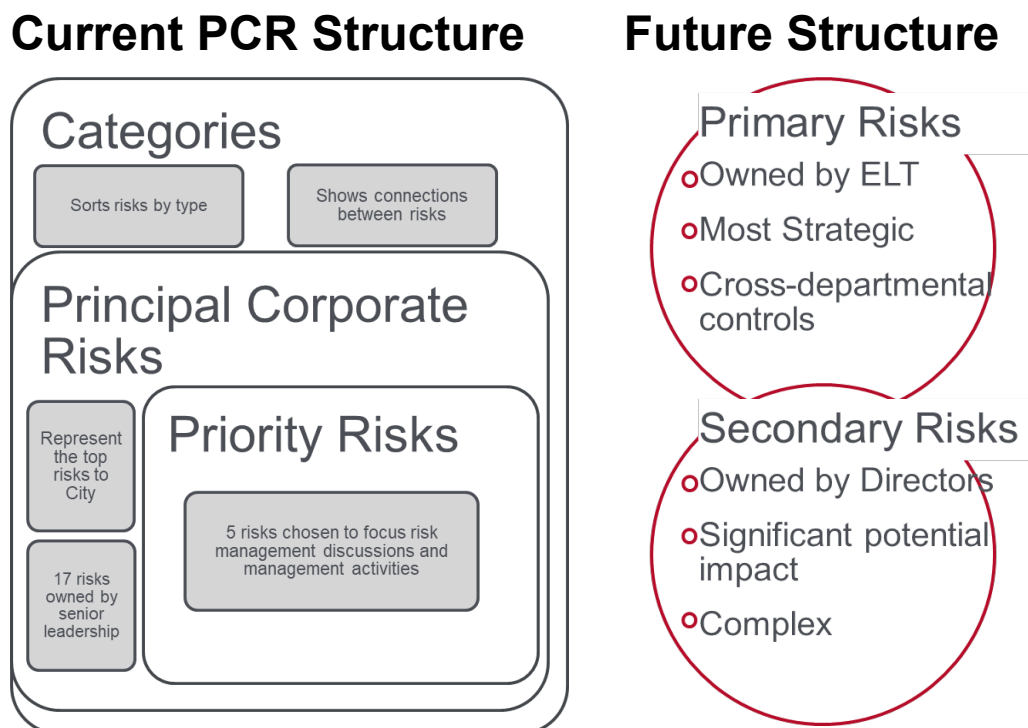 Current PCR Structure
Categories
Sorts risks by type
Shows connections
between risks
Principal Corporate
Risks
Represent
the top
risks to
City
17 risks
owned by
senior
leadership
Priority Risks
5 risks chosen to focus risk
management discussions and
management activities
Future Structure
Primary Risks
Owned by ELT
Most Strategic
Cross-departmental
controls
Secondary Risks
Owned by Directors
Significant potential
impact
Complex